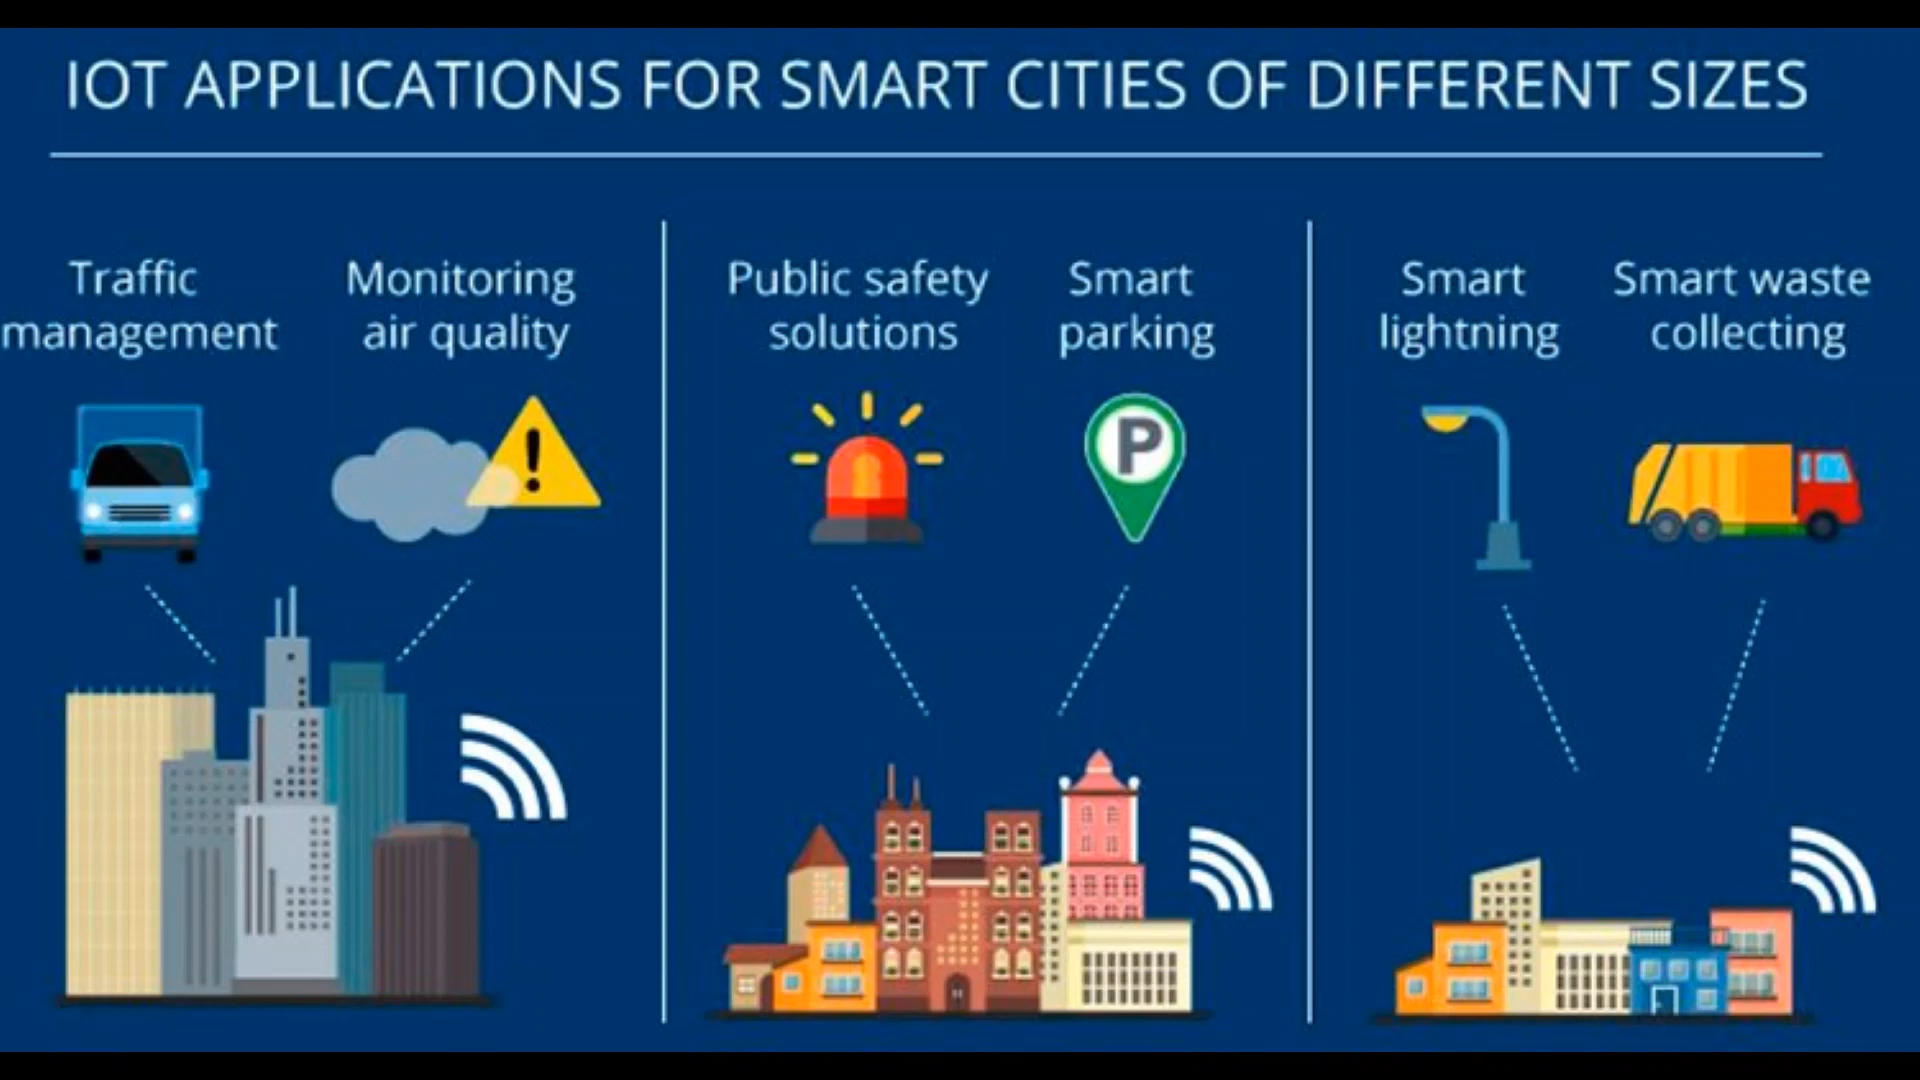 IOT APPLICATIONS FOR SMART CITIES OF DIFFERENT SIZES
Traffic
management
Monitoring
air quality
Public safety
solutions
Smart
parking
P
Smart
lightning
Smart waste
collecting